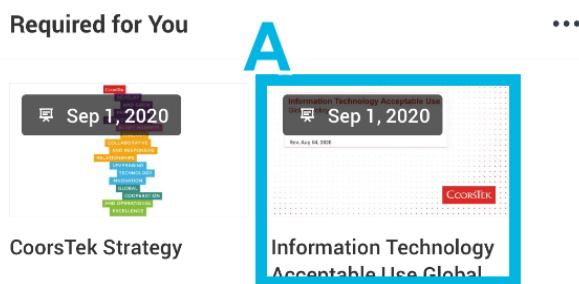 Required for You
A
CoorsTek
Sep 1, 2020
COLLABORATIVE
AND RESPONSIVE
RELATIONSHIPS
TECHNOLOGY
INNOVATION
GLOBAL
COOPERATION
AND OPERATIONAL
EXCELLENCE
CoorsTek Strategy
Information Technology Acceptable Use
Sep 1, 2020
Rev. Aug 04, 2020
COORSTEK
Information Technology
Acceptable Use Global